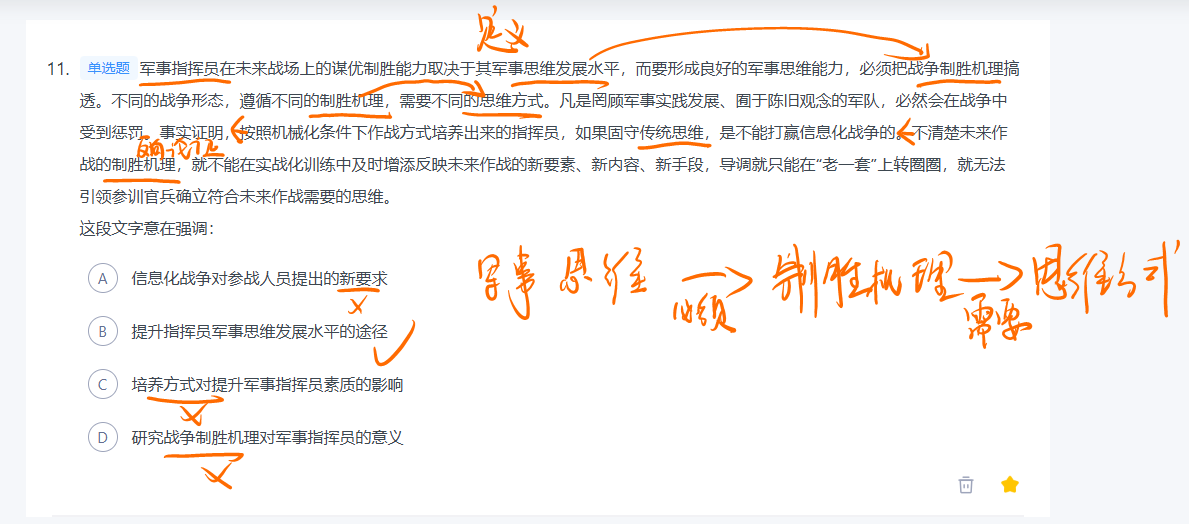 定义
11. 单选题 军事指挥员在未来战场上的谋优制胜能力取决于其军事思维发展水平，而要形成良好的军事思维能力，必须把战争制胜机理搞
透。不同的战争形态，遵循不同的制胜机理，需要不同的思维方式。凡是罔顾军事实践发展、囿于陈旧观念的军队，必然会在战争中
受到惩罚。事实证明，按照机械化条件下作战方式培养出来的指挥员，如果固守传统思维，是不能打赢信息化战争的。不清楚未来作
战的制胜机理，就不能在实战化训练中及时增添反映未来作战的新要素、新内容、新手段，导调就只能在“老一套”上转圈圈，就无法
引领参训官兵确立符合未来作战需要的思维。
这段文字意在强调：
A 信息化战争对参战人员提出的新要求
B 提升指挥员军事思维发展水平的途径
C 培养方式对提升军事指挥员素质的影响
D 研究战争制胜机理对军事指挥员的意义
军事思维 必须 制胜机理 需要 思维方式